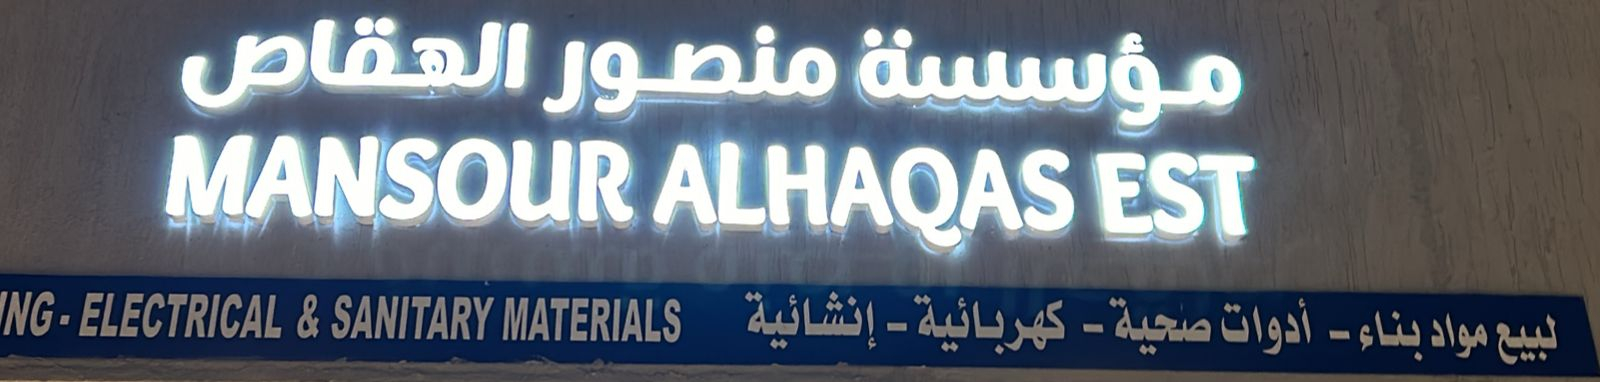 مؤسسة منصور الهقاص
MANSOUR ALHAQAS EST
لبيع مواد بناء - أدوات صحية - كهربائية - إنشائية
ING - ELECTRICAL & SANITARY MATERIALS